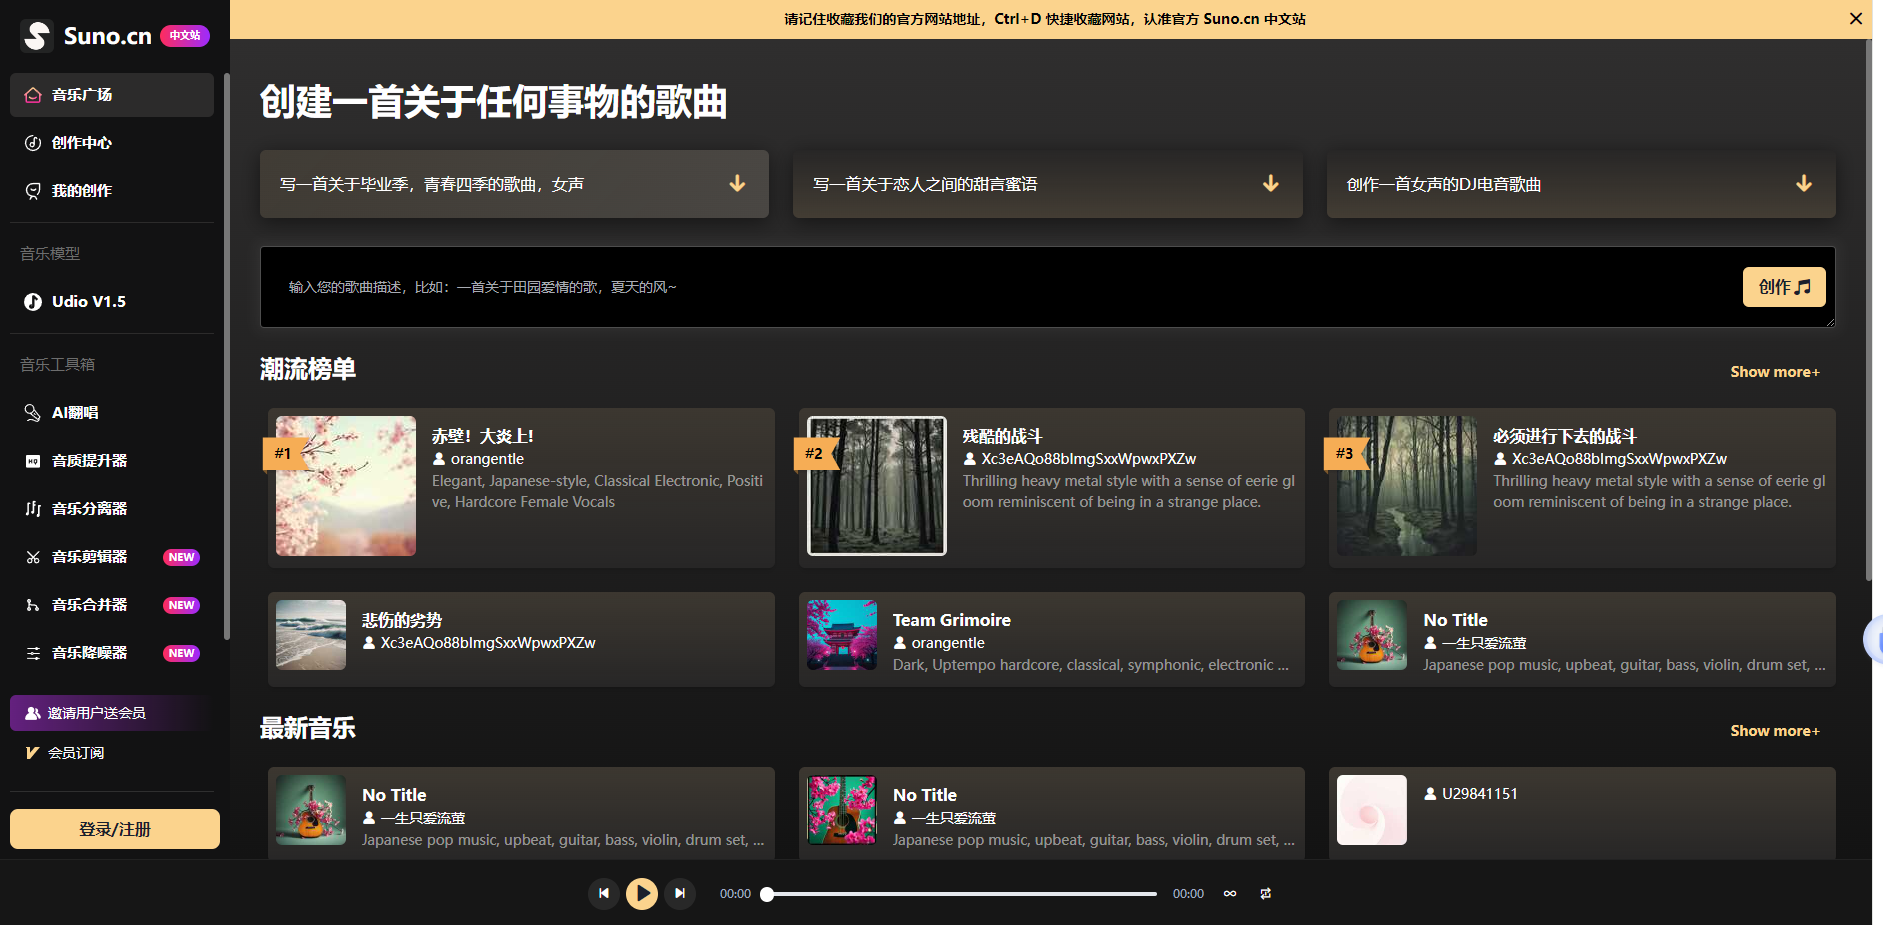 Suno.cn 中文站
音乐广场
创作中心
我的创作
音乐模型
Udio V1.5
音乐工具箱
AI翻唱
音质提升器
音乐分离器
音乐剪辑器 NEW
音乐合并器 NEW
音乐降噪器 NEW
邀请用户送会员
会员订阅
登录/注册
请记住收藏我们的官方网站地址，Ctrl+D 快捷收藏网站，认准官方 Suno.cn 中文站
创建一首关于任何事物的歌曲
写一首关于毕业季，青春四季的歌曲，女声
写一首关于恋人之间的甜言蜜语
创作一首女声的DJ电音歌曲
输入您的歌曲描述，比如：一首关于田园爱情的歌，夏天的风~
创作
潮流榜单
Show more+
#1
赤壁！大炎上!
orangentle
Elegant, Japanese-style, Classical Electronic, Positi
ve, Hardcore Female Vocals
#2
残酷的战斗
Xc3eAQo88bImgSxxWpwxPXZw
Thrilling heavy metal style with a sense of eerie gl
oom reminiscent of being in a strange place.
#3
必须进行下去的战斗
Xc3eAQo88bImgSxxWpwxPXZw
Thrilling heavy metal style with a sense of eerie gl
oom reminiscent of being in a strange place.
悲伤的劣势
Xc3eAQo88bImgSxxWpwxPXZw
Team Grimoire
orangentle
Dark, Uptempo hardcore, classical, symphonic, electronic ...
No Title
一生只爱流萤
Japanese pop music, upbeat, guitar, bass, violin, drum set, ...
最新音乐
Show more+
No Title
一生只爱流萤
Japanese pop music, upbeat, guitar, bass, violin, drum set, ...
No Title
一生只爱流萤
Japanese pop music, upbeat, guitar, bass, violin, drum set, ...
U29841151
00:00
00:00